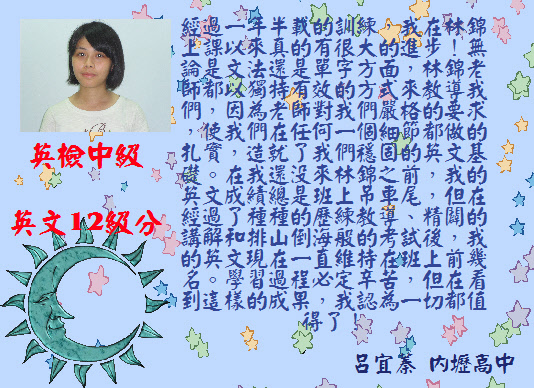 英檢中級
英文12級分
經過一年半載的訓練，我在林錦
上課以來真的有很大的進步！無
論是文法還是單字方面，林錦老
師都以獨特有效的方式來教導我
們，因為老師對我們嚴格的要求
，使我們在任何的細節都要做的
扎實。造就了我們穩固的英文基
礎。在我還沒來林錦之前，我的
英文成績總是班上吊車尾，但在
經過了種種的歷練教導、精闢的
講解和排山倒海般的考試後，我
的英文現在一直維持在班上前幾
名。學習的過程必定辛苦，但看
到這樣的成果，我認為一切都值
得了！
呂宜蓁 內壢高中